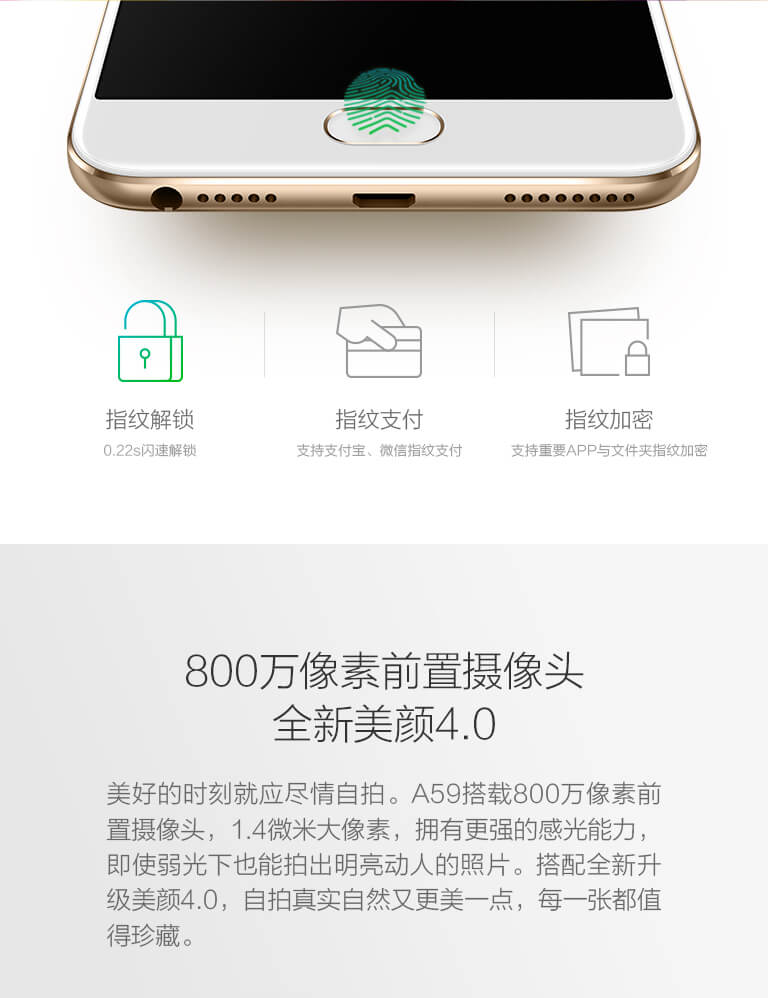 指纹解锁
0.22s闪速解锁
指纹支付
支持支付宝、微信指纹支付
指纹加密
支持重要APP与文件夹指纹加密
800万像素前置摄像头
全新美颜4.0
美好的时刻就应尽情自拍。A59搭载800万像素前
置摄像头，1.4微米大像素，拥有更强的感光能力，
即使弱光下也能拍出明亮动人的照片。搭配全新升
级美颜4.0，自拍真实自然又更美一点，每一张都值
得珍藏。